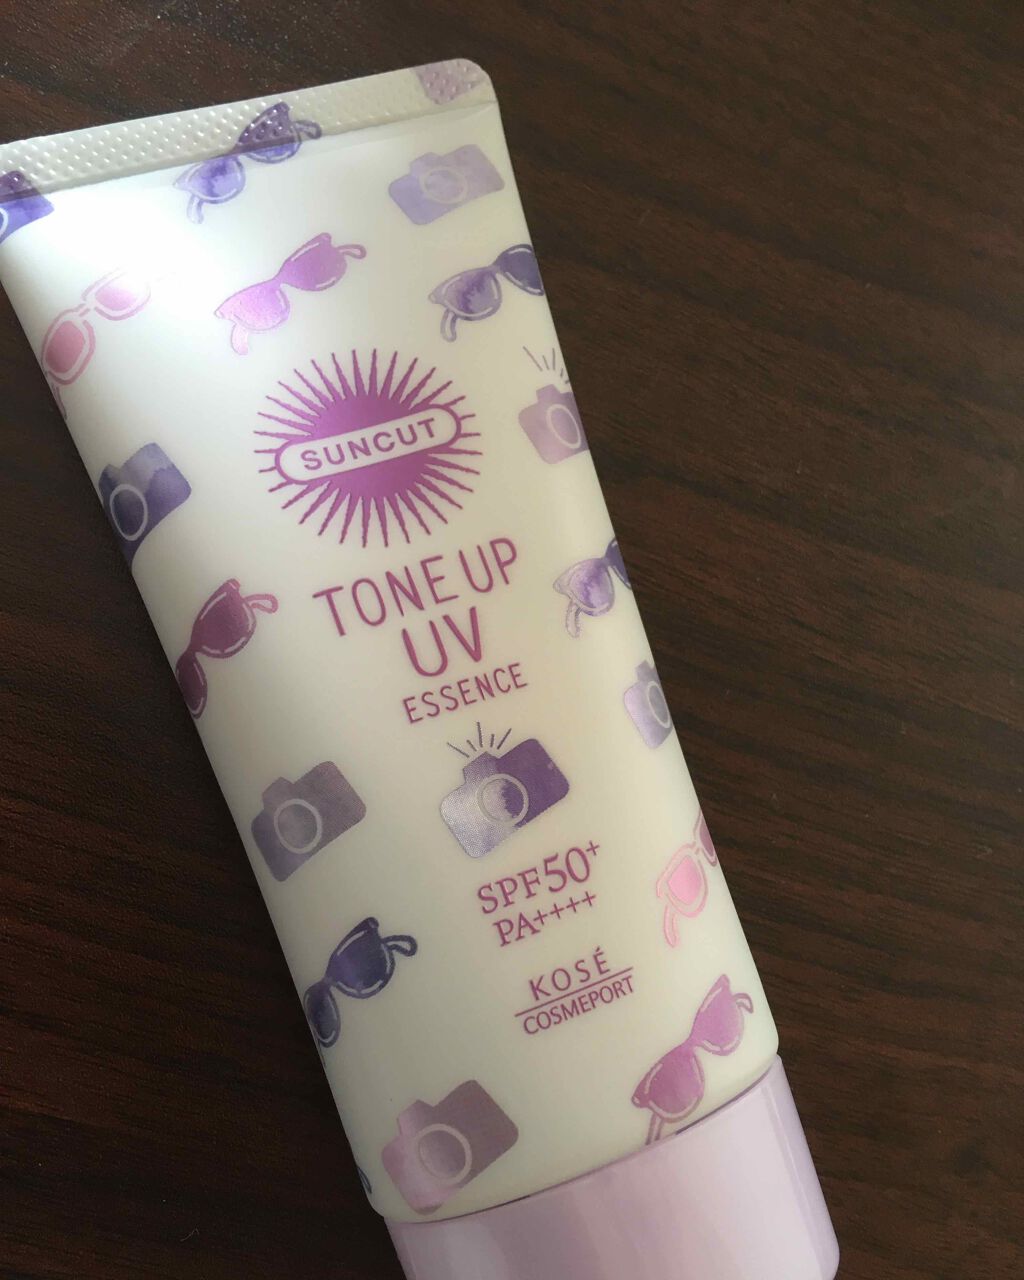 SUNCUT
TONE UP
UV
ESSENCE
SPF50+
PA++++
KOSÉ
COSMEPORT